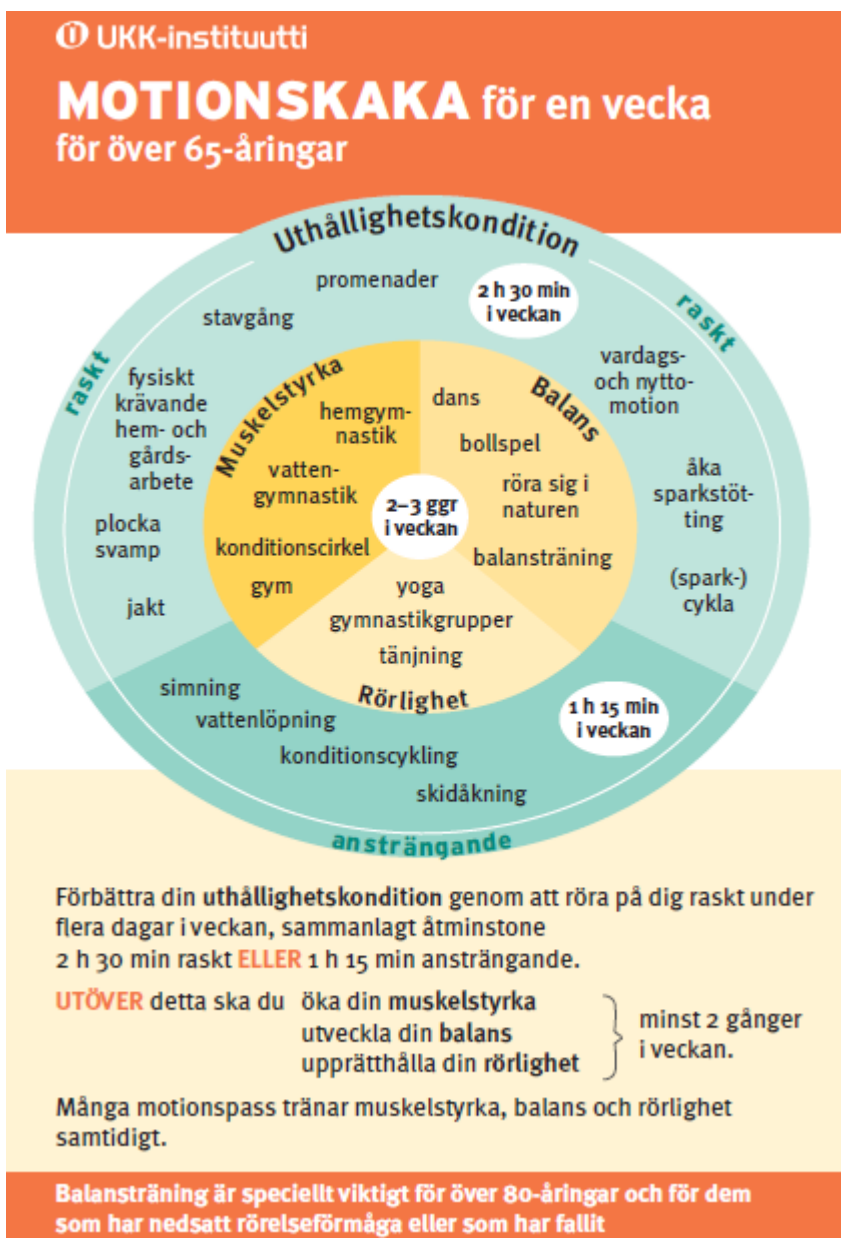 UKK-instituutti
MOTIONSKAKA för en vecka
för över 65-åringar
Uthållighetskondition
promenader
2 h 30 min
i veckan
stavgång
raskt
raskt
fysiskt
krävande
hem- och
gårds-
arbete
plocka
svamp
jakt
vardags-
och nytto-
motion
åka
sparkstöt-
ting
(spark-)
cykla
Muskelstyrka
hemgym-
nastik
vatten-
gymnastik
konditionscirkel
gym
Balans
dans
bollspel
röra sig i
naturen
balansträning
2–3 ggr
i veckan
yoga
gymnastikgrupper
tänjning
Rörlighet
simning
vattenlöpning
konditionscykling
skidåkning
1 h 15 min
i veckan
ansträngande
Förbättra din uthållighetskondition genom att röra på dig raskt under
flera dagar i veckan, sammanlagt åtminstone
2 h 30 min raskt ELLER 1 h 15 min ansträngande.
UTÖVER detta ska du öka din muskelstyrka
utveckla din balans
upprätthålla din rörlighet
minst 2 gånger
i veckan.
Många motionspass tränar muskelstyrka, balans och rörlighet
samtidigt.
Balansträning är speciellt viktigt för över 80-åringar och för dem
som har nedsatt rörelseförmåga eller som har fallit